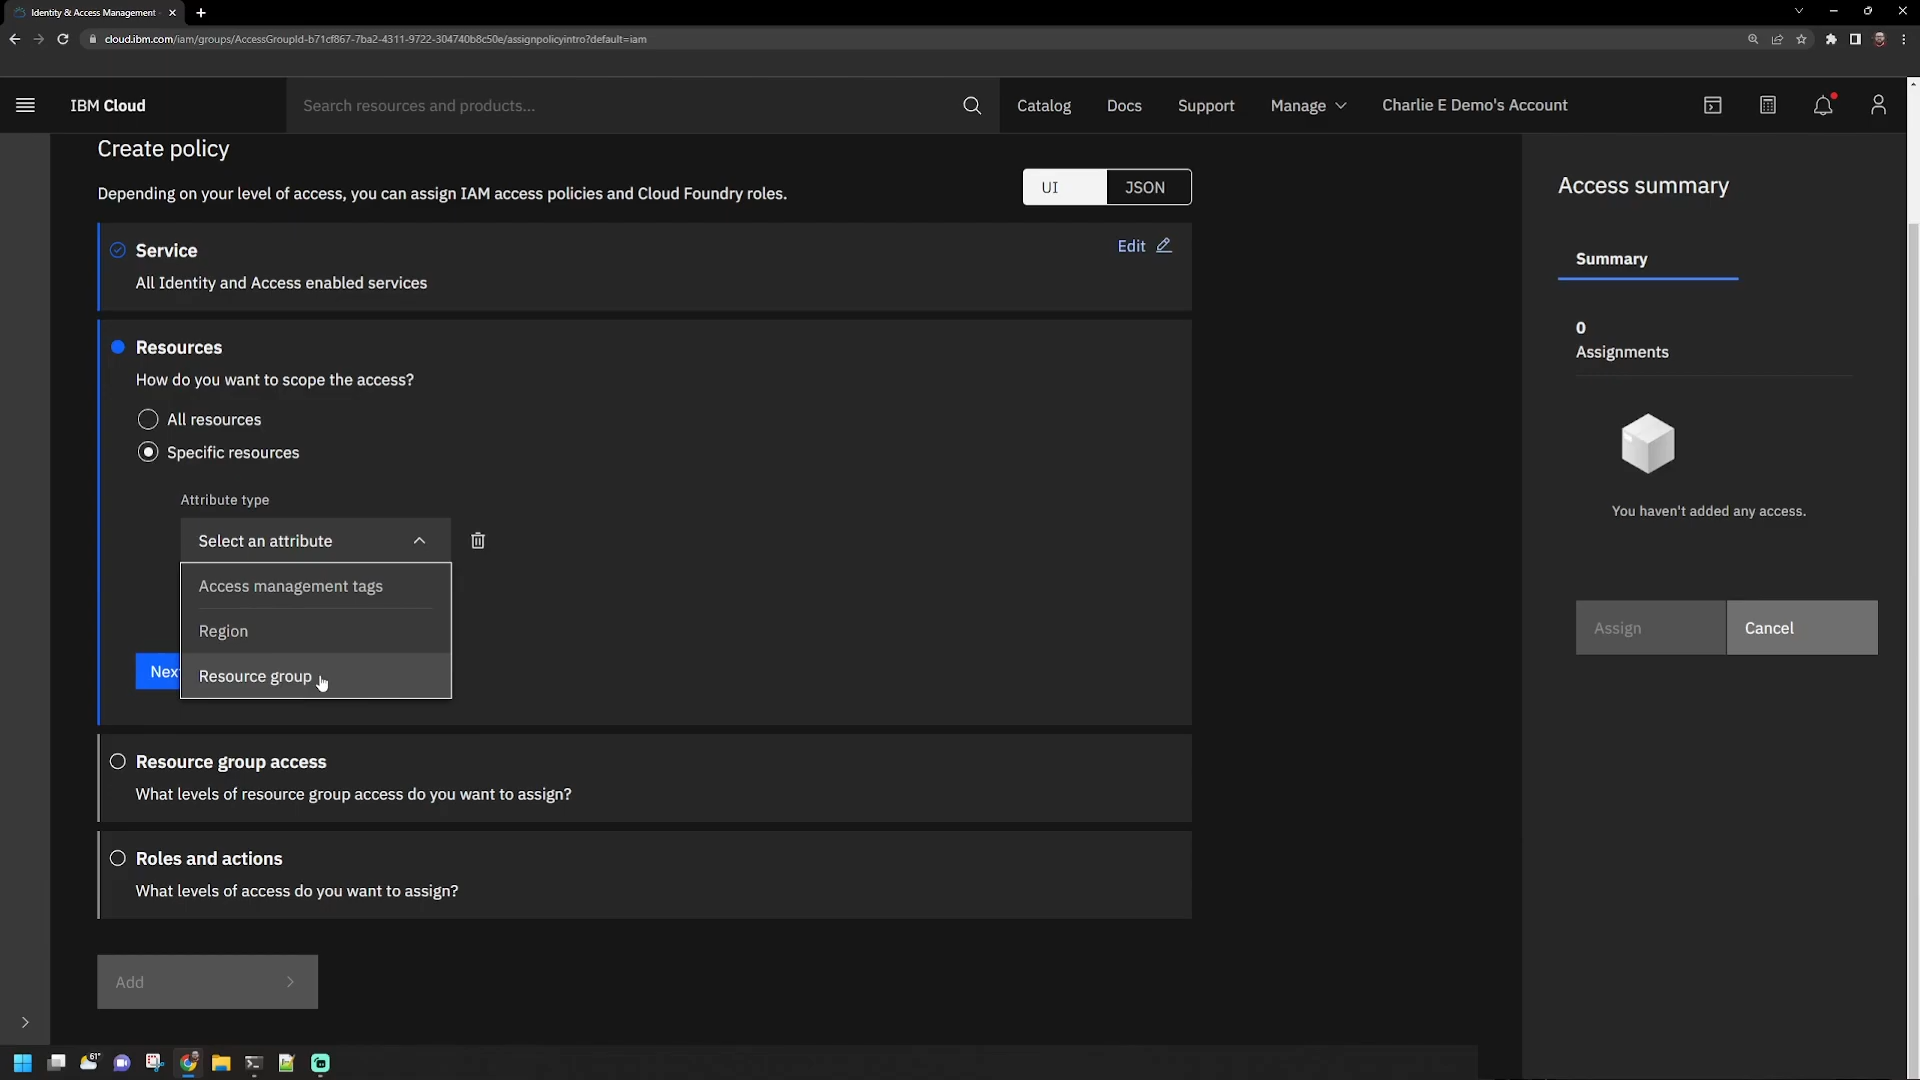 Identity & Access Management
cloud.ibm.com/iam/groups/AccessGroupId-b71cf867-7ba2-4311-9722-304740b8c50e/assignpolicyintro?default=iam
IBM Cloud
Search resources and products...
Catalog
Docs
Support
Manage
Charlie E Demo's Account
Create policy
Depending on your level of access, you can assign IAM access policies and Cloud Foundry roles.
UI
JSON
Service
Edit
All Identity and Access enabled services
Resources
How do you want to scope the access?
All resources
Specific resources
Attribute type
Select an attribute
Access management tags
Region
Nex
Resource group
Resource group access
What levels of resource group access do you want to assign?
Roles and actions
What levels of access do you want to assign?
Add
Access summary
Summary
0
Assignments
You haven't added any access.
Assign
Cancel
61°